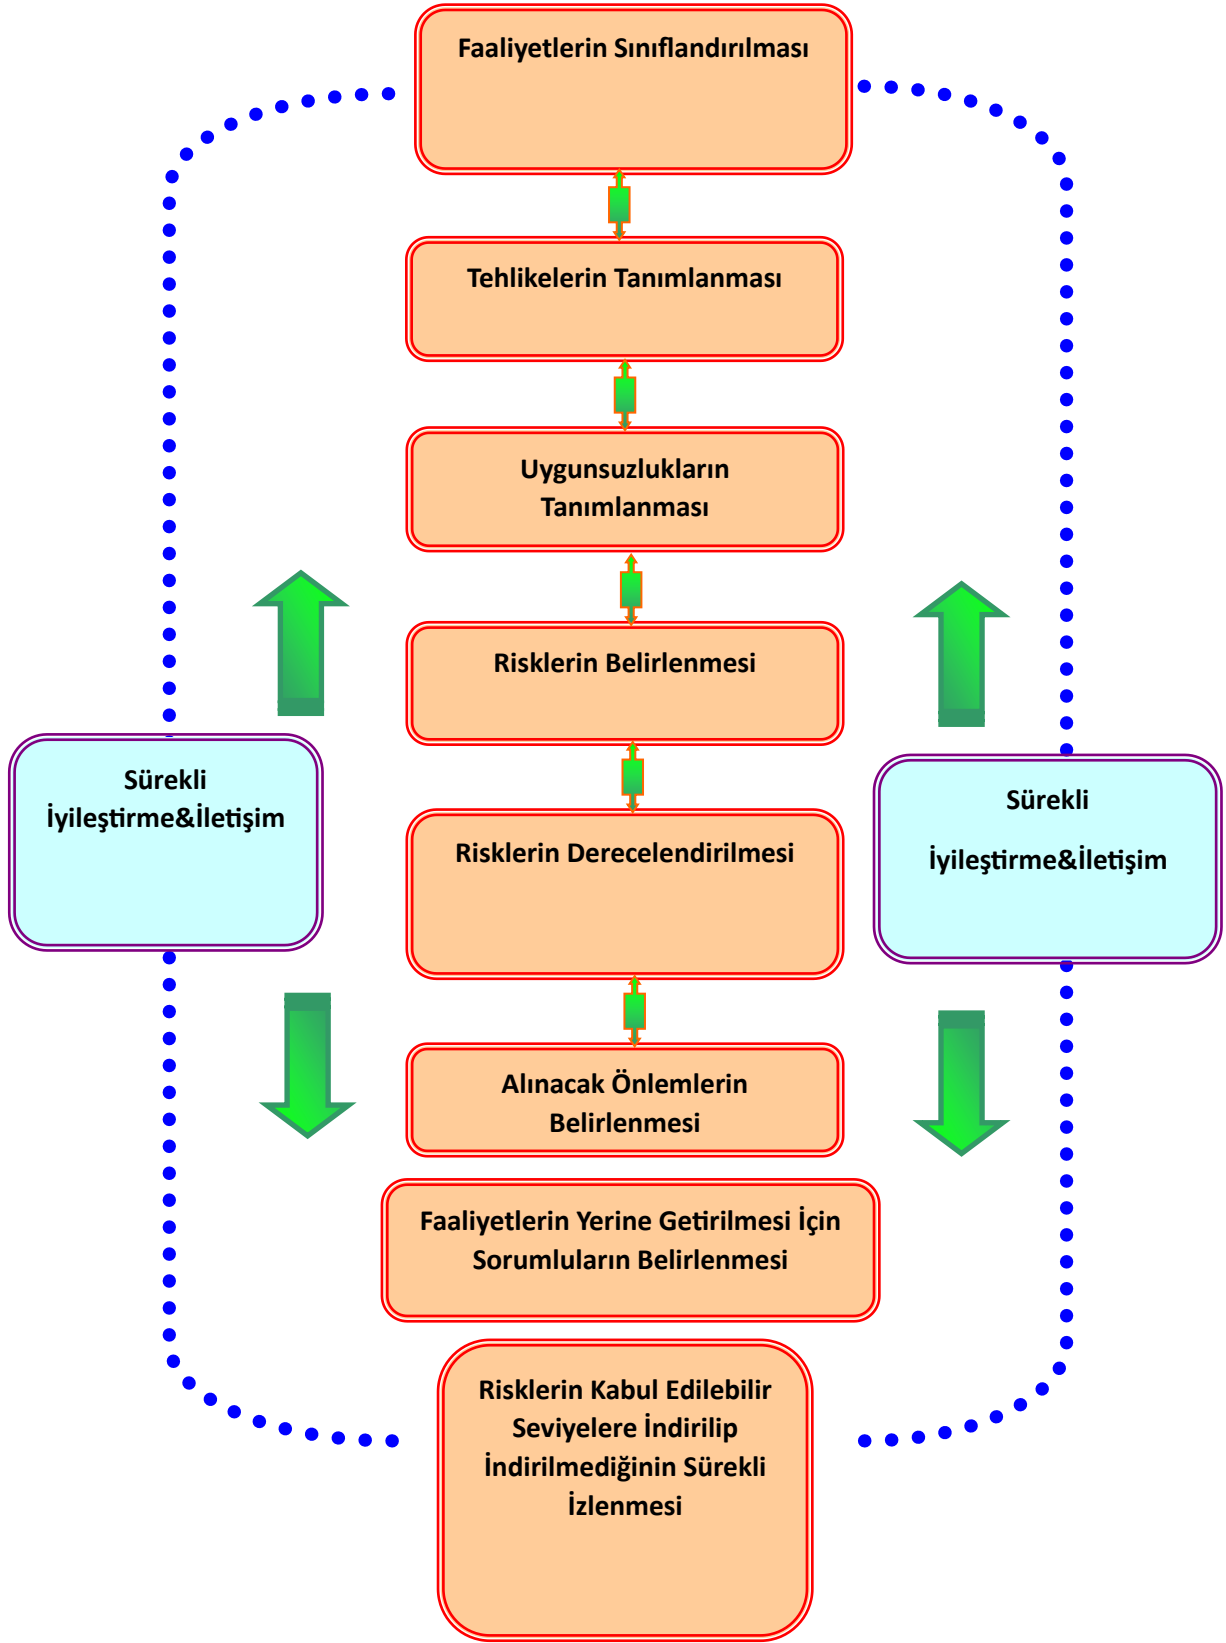 Faaliyetlerin Sınıflandırılması
Tehlikelerin Tanımlanması
Uygunsuzlukların
Tanımlanması
Risklerin Belirlenmesi
Sürekli
İyileştirme&İletişim
Risklerin Derecelendirilmesi
Sürekli
İyileştirme&İletişim
Alınacak Önlemlerin
Belirlenmesi
Faaliyetlerin Yerine Getirilmesi İçin
Sorumluların Belirlenmesi
Risklerin Kabul Edilebilir
Seviyelere İndirilip
İndirilmediğinin Sürekli
İzlenmesi